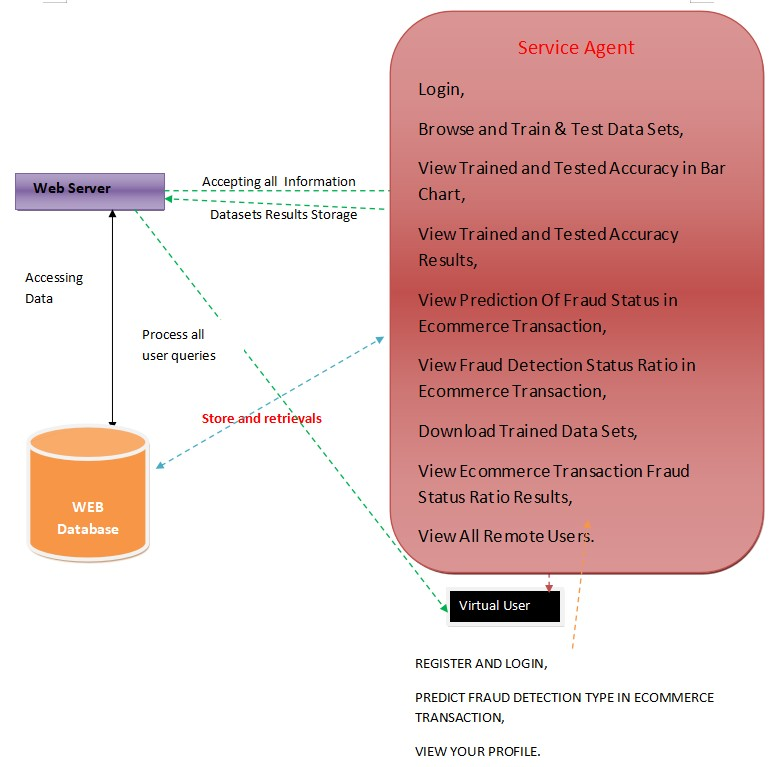 Service Agent
Login,
Browse and Train & Test Data Sets,
View Trained and Tested Accuracy in Bar
Chart,
View Trained and Tested Accuracy
Results,
View Prediction Of Fraud Status in
Ecommerce Transaction,
View Fraud Detection Status Ratio in
Ecommerce Transaction,
Download Trained Data Sets,
View Ecommerce Transaction Fraud
Status Ratio Results,
View All Remote Users.
Web Server
Accepting all Information
Datasets Results Storage
Accessing
Data
Process all
user queries
Store and retrievals
WEB
Database
Virtual User
REGISTER AND LOGIN,
PREDICT FRAUD DETECTION TYPE IN ECOMMERCE
TRANSACTION,
VIEW YOUR PROFILE.